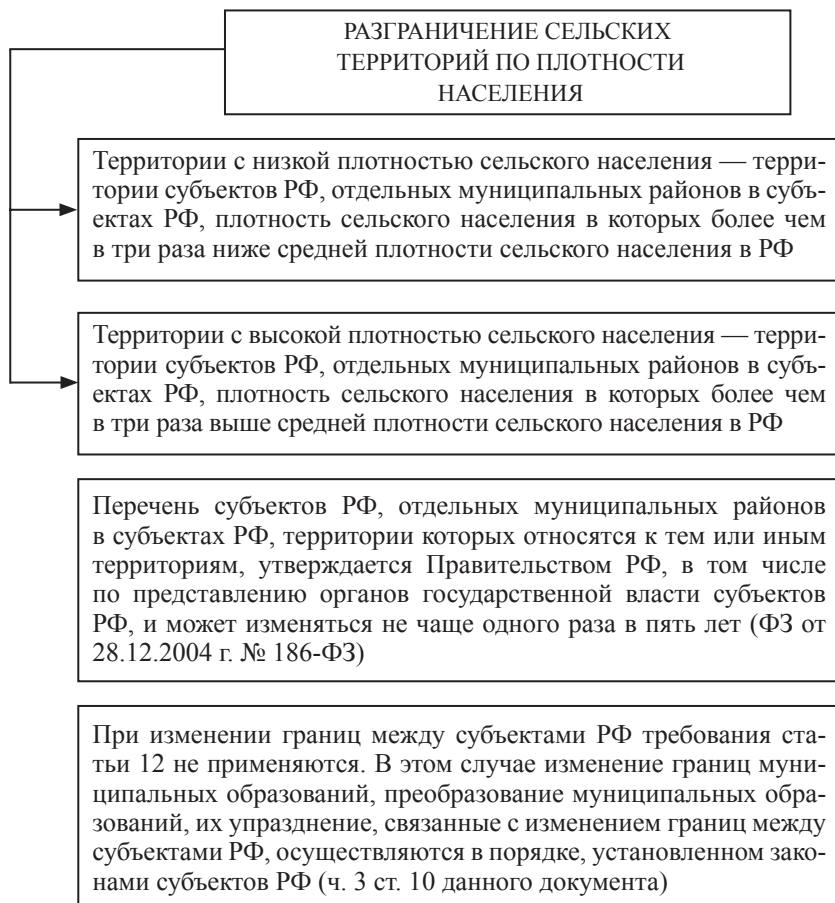 РАЗГРАНИЧЕНИЕ СЕЛЬСКИХ
ТЕРРИТОРИЙ ПО ПЛОТНОСТИ
НАСЕЛЕНИЯ
Территории с низкой плотностью сельского населения — терри-
тории субъектов РФ, отдельных муниципальных районов в субъ-
ектах РФ, плотность сельского населения в которых более чем
в три раза ниже средней плотности сельского населения в РФ
Территории с высокой плотностью сельского населения — терри-
тории субъектов РФ, отдельных муниципальных районов в субъ-
ектах РФ, плотность сельского населения в которых более чем
в три раза выше средней плотности сельского населения в РФ
Перечень субъектов РФ, отдельных муниципальных районов
в субъектах РФ, территории которых относятся к тем или иным
территориям, утверждается Правительством РФ, в том числе
по представлению органов государственной власти субъектов
РФ, и может изменяться не чаще одного раза в пять лет (ФЗ от
28.12.2004 г. № 186-ФЗ)
При изменении границ между субъектами РФ требования ста-
тьи 12 не применяются. В этом случае изменение границ муни-
ципальных образований, преобразование муниципальных обра-
зований, их упразднение, связанные с изменением границ между
субъектами РФ, осуществляются в порядке, установленном зако-
нами субъектов РФ (ч. 3 ст. 10 данного документа)